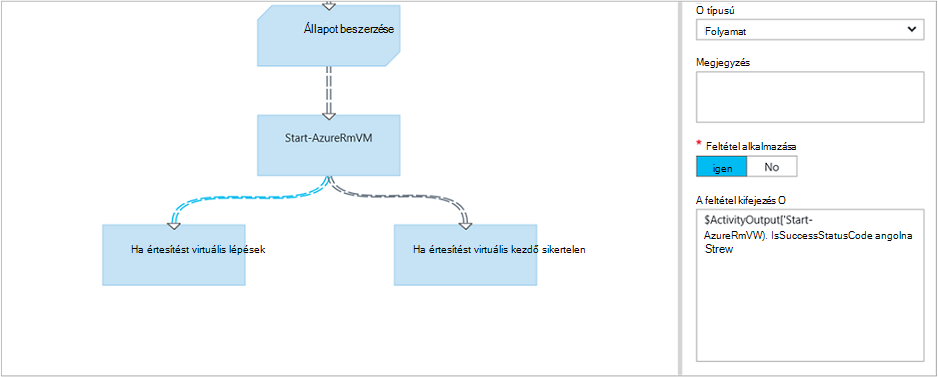 Állapot beszerzése
Start-AzureRmVM
Ha értesítést virtuális lépések
Ha értesítést virtuális kezdő sikertelen
O típusú
Folyamat
Megjegyzés
* Feltétel alkalmazása
igen No
A feltétel kifejezés O
$ActivityOutput['Start-
AzureRmVW). IsSuccessStatusCode angolna
Strew